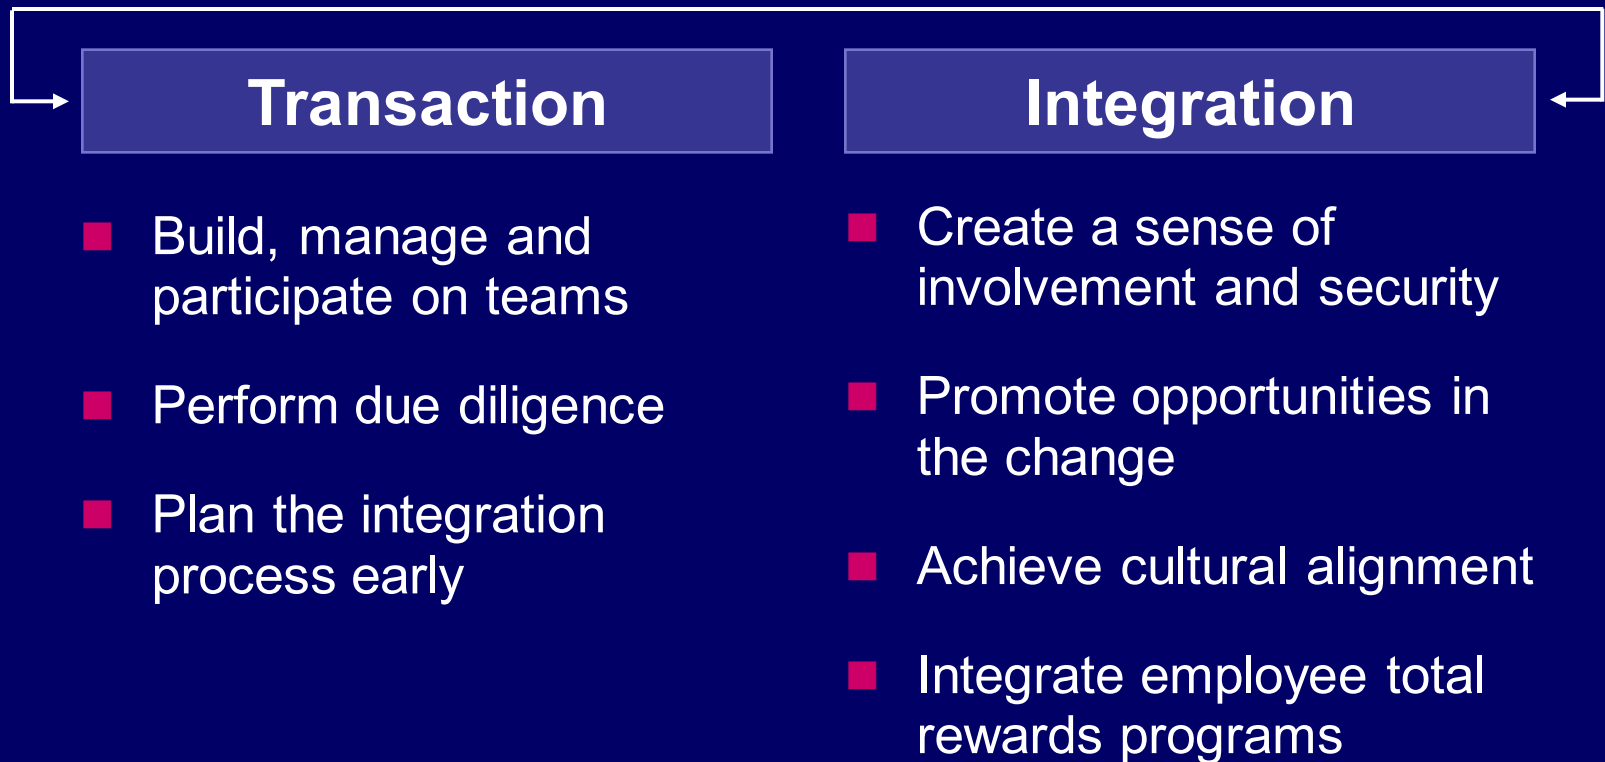 Transaction
Build, manage and
participate on teams
Perform due diligence
Plan the integration
process early
Integration
Create a sense of
involvement and security
Promote opportunities in
the change
Achieve cultural alignment
Integrate employee total
rewards programs